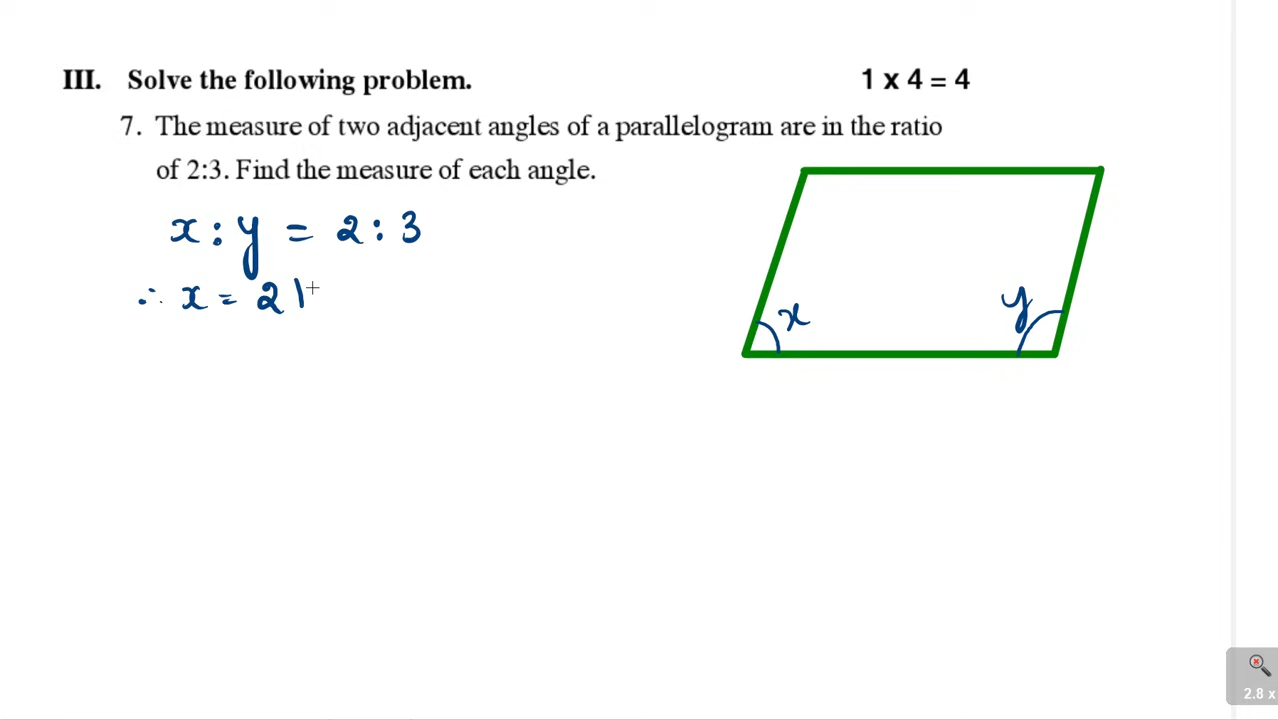 III. Solve the following problem. 1 x 4 = 4
7. The measure of two adjacent angles of a parallelogram are in the ratio
of 2:3. Find the measure of each angle.
x : y = 2 : 3
∴ x = 2
x y
2.8 x